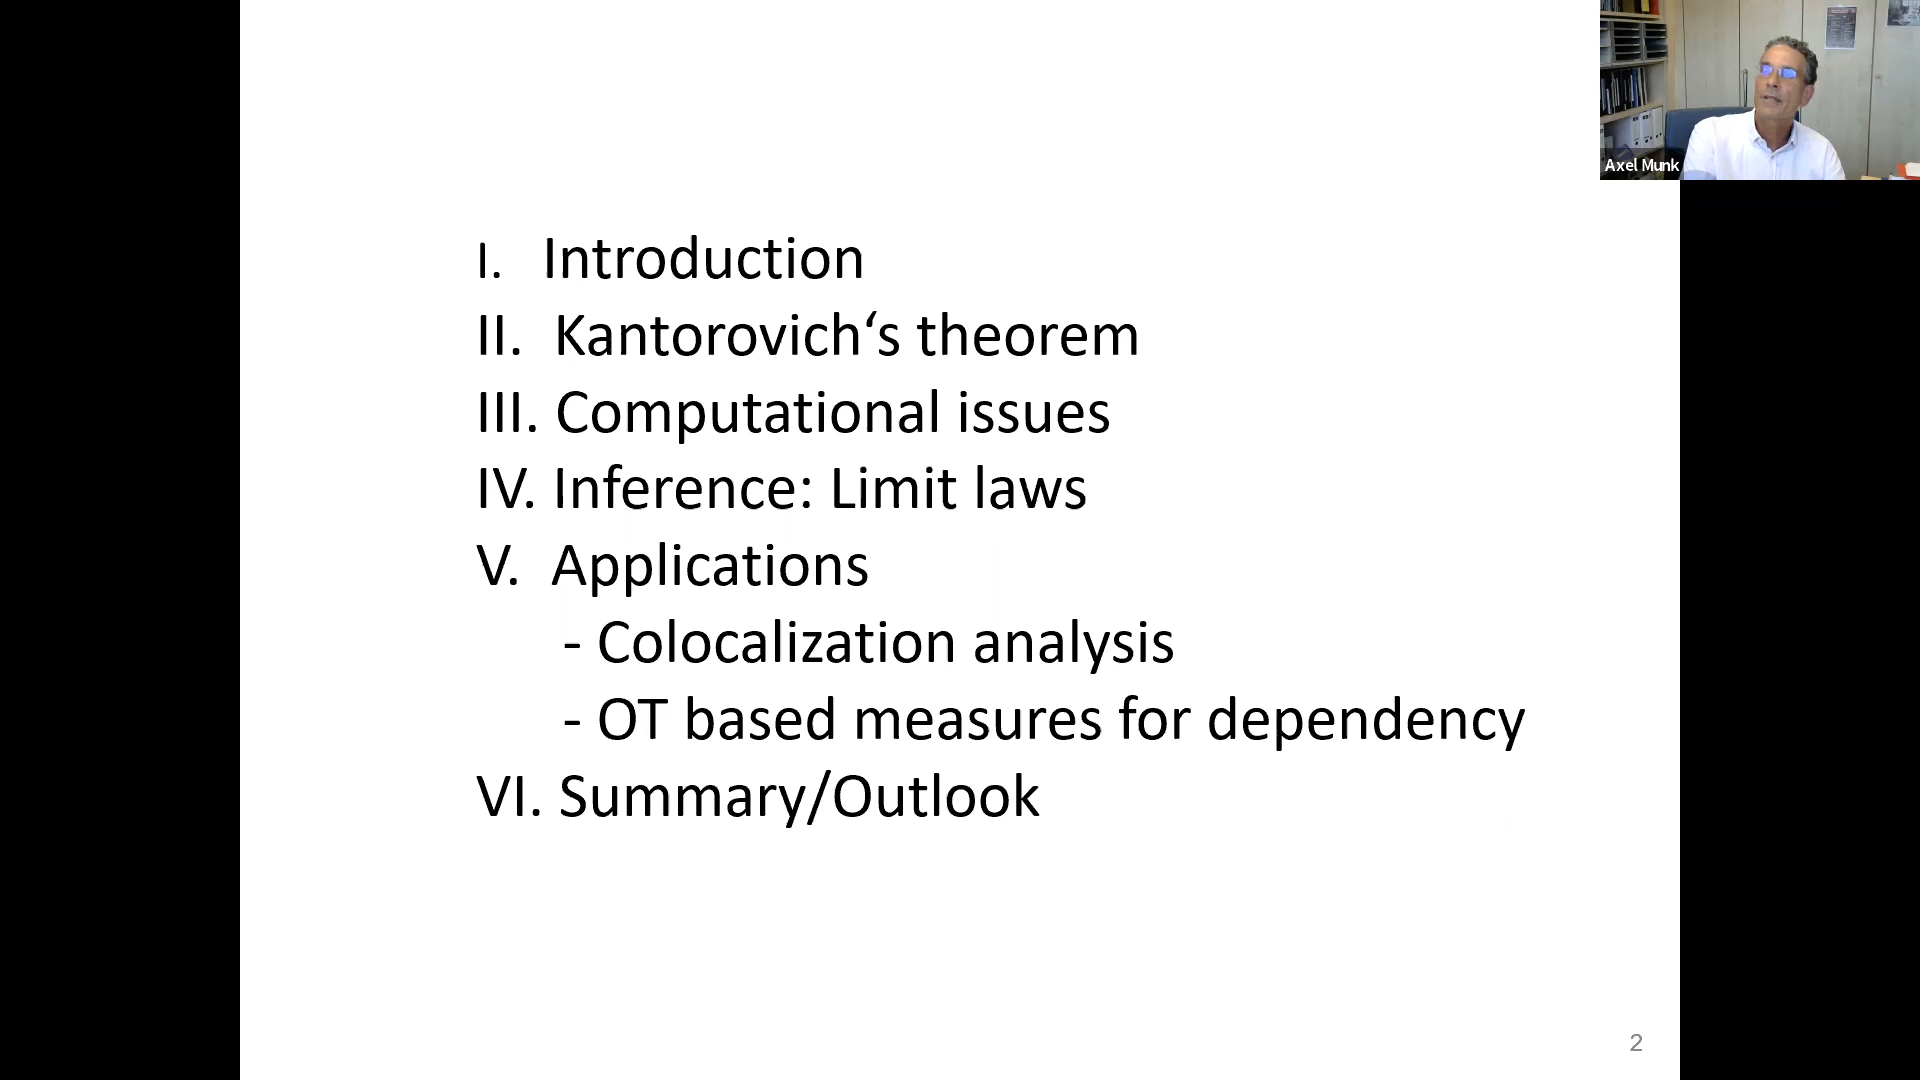 Axel Munk
I. Introduction
II. Kantorovich‘s theorem
III. Computational issues
IV. Inference: Limit laws
V. Applications
- Colocalization analysis
- OT based measures for dependency
VI. Summary/Outlook
2